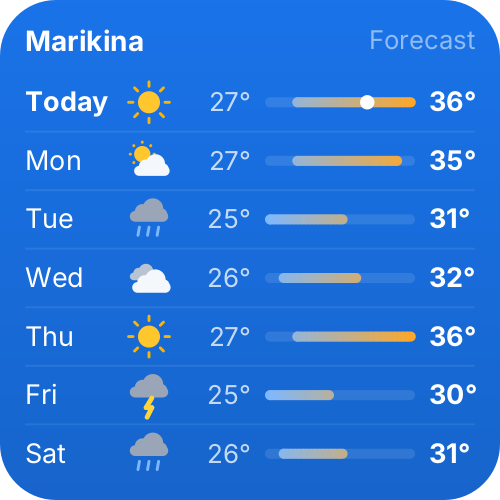 Marikina Forecast
Today 27° 36°
Mon 27° 35°
Tue 25° 31°
Wed 26° 32°
Thu 27° 36°
Fri 25° 30°
Sat 26° 31°